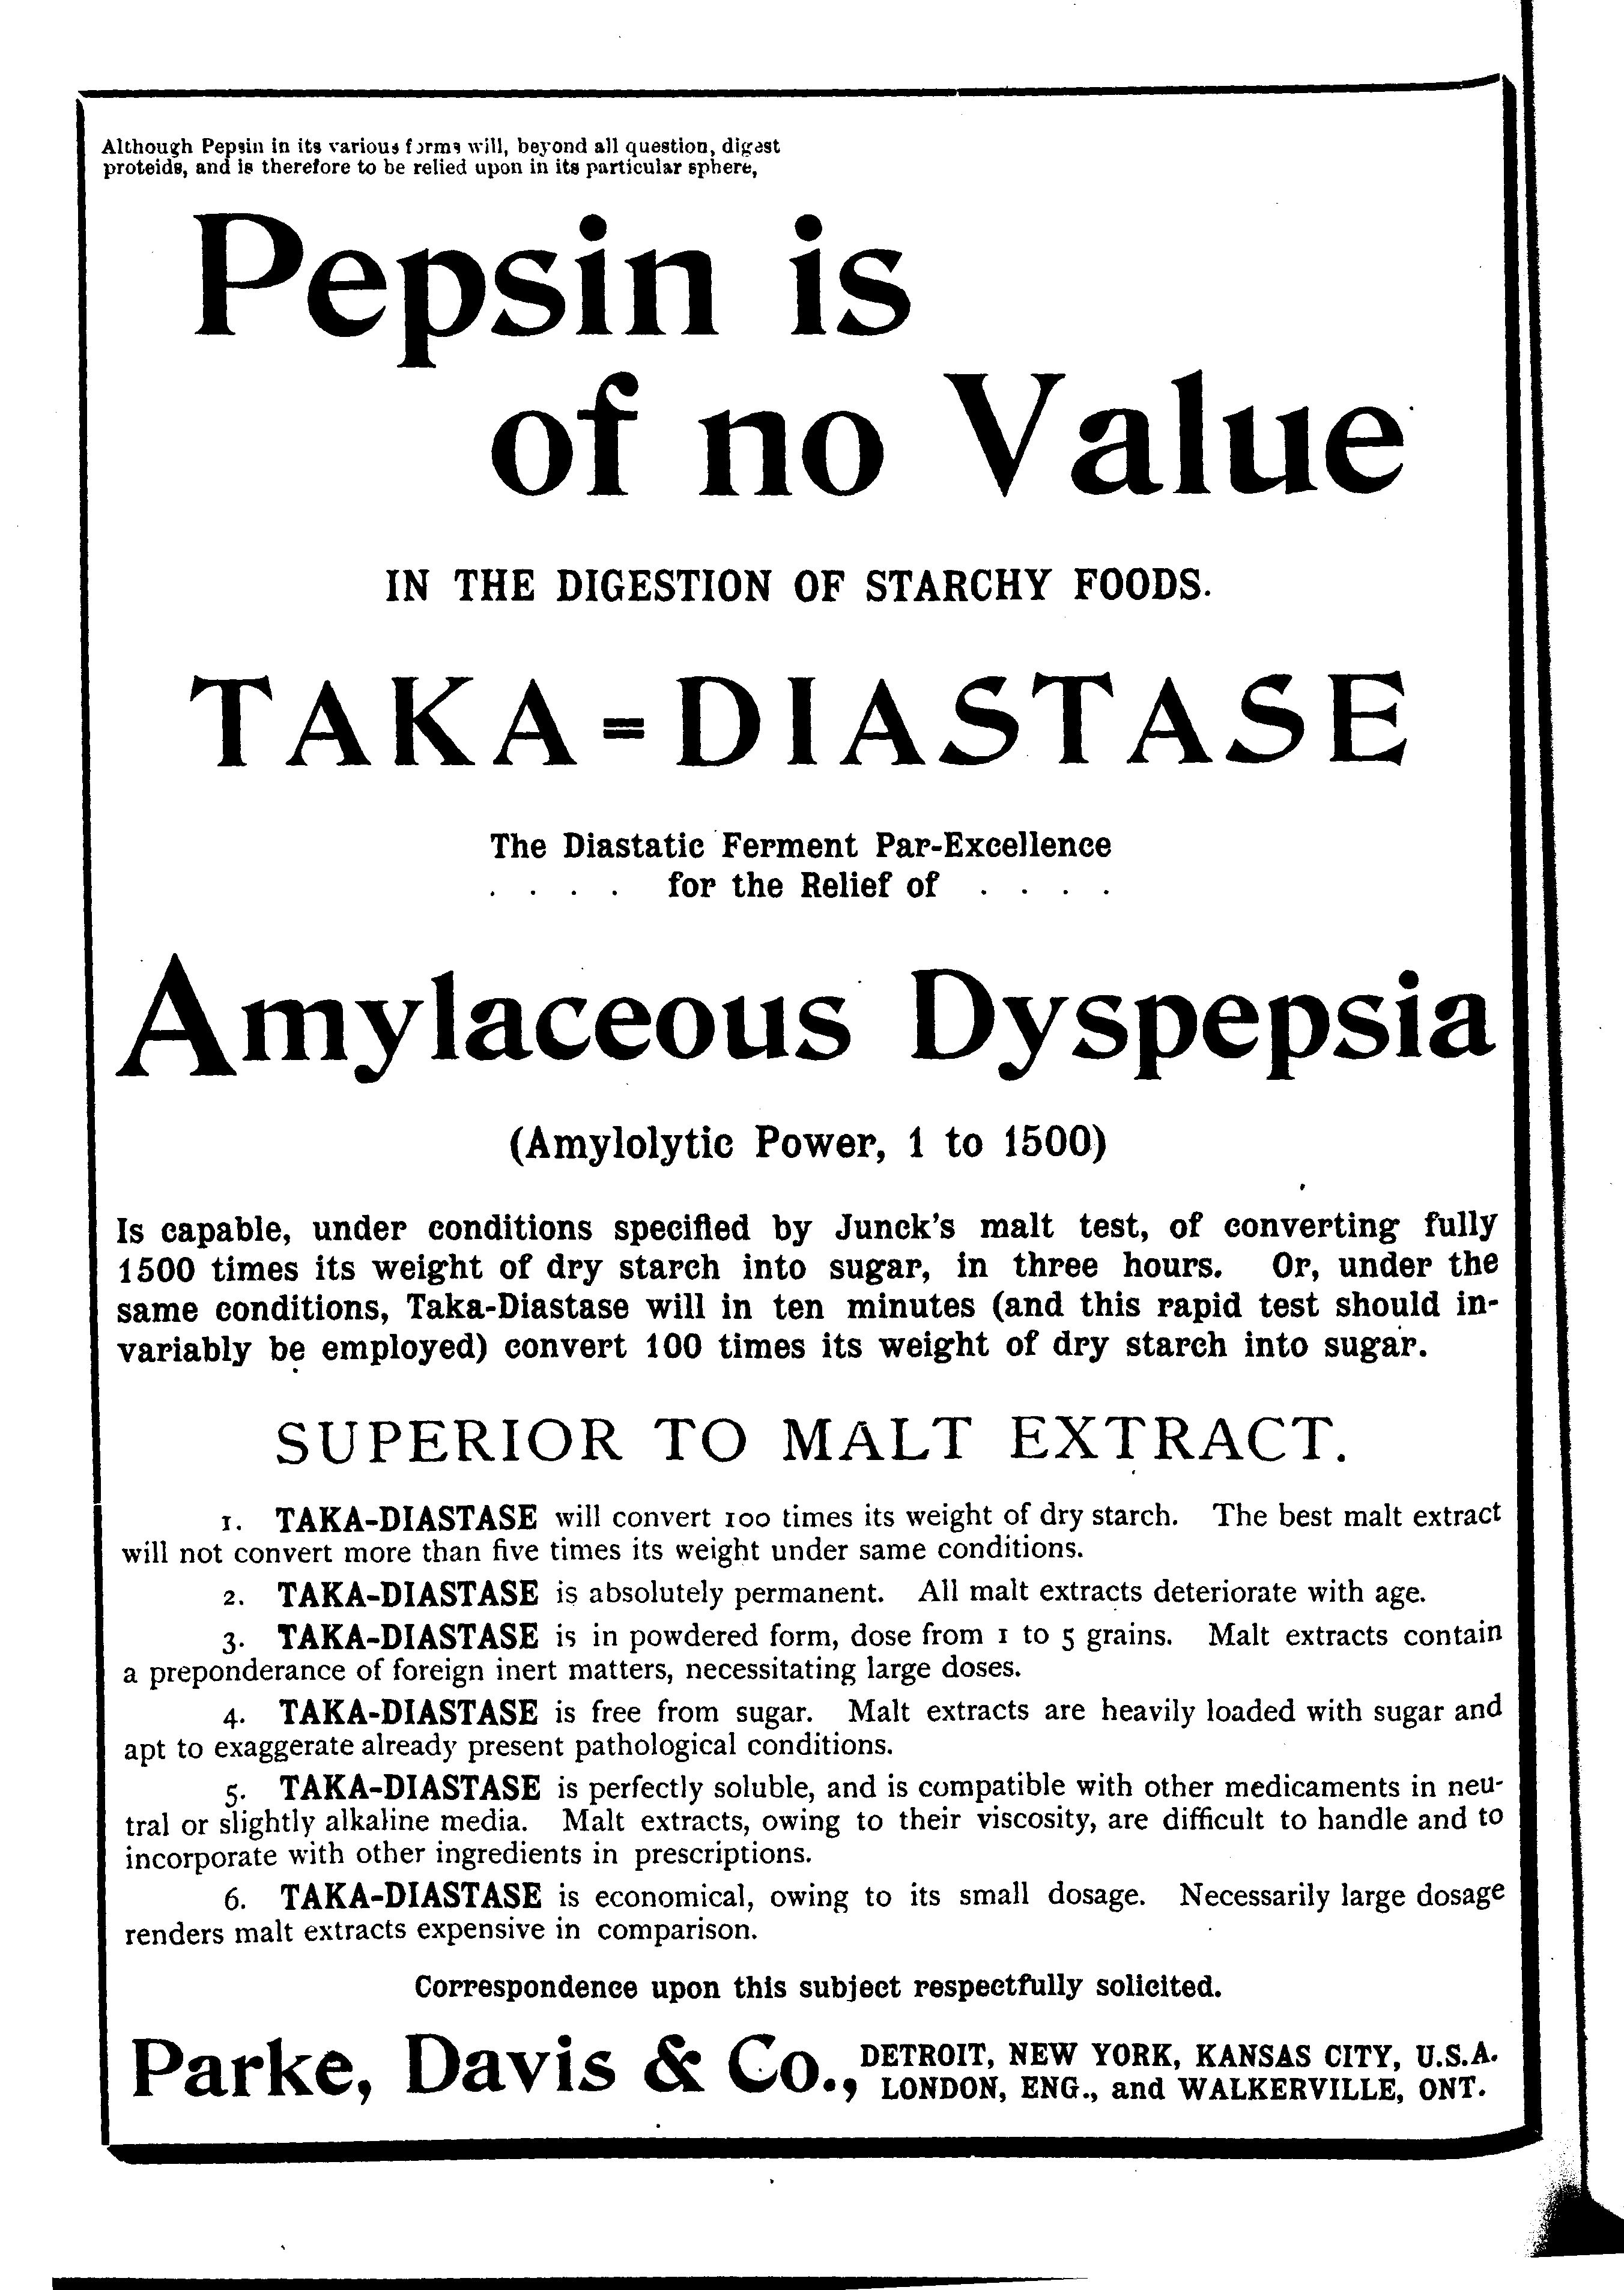 Although Pepsin in its various forms will, beyond all question, digest
proteids, and is therefore to be relied upon in its particular sphere,
Pepsin is
of no Value
IN THE DIGESTION OF STARCHY FOODS.
TAKA=DIASTASE
The Diastatic Ferment Par-Excellence
. . . . for the Relief of . . . .
Amylaceous Dyspepsia
(Amylolytic Power, 1 to 1500)
Is capable, under conditions specified by Junck's malt test, of converting fully
1500 times its weight of dry starch into sugar, in three hours. Or, under the
same conditions, Taka-Diastase will in ten minutes (and this rapid test should in-
variably be employed) convert 100 times its weight of dry starch into sugar.
SUPERIOR TO MALT EXTRACT.
1. TAKA-DIASTASE will convert 100 times its weight of dry starch. The best malt extract
will not convert more than five times its weight under same conditions.
2. TAKA-DIASTASE is absolutely permanent. All malt extracts deteriorate with age.
3. TAKA-DIASTASE is in powdered form, dose from 1 to 5 grains. Malt extracts contain
a preponderance of foreign inert matters, necessitating large doses.
4. TAKA-DIASTASE is free from sugar. Malt extracts are heavily loaded with sugar and
apt to exaggerate already present pathological conditions.
5. TAKA-DIASTASE is perfectly soluble, and is compatible with other medicaments in neu-
tral or slightly alkaline media. Malt extracts, owing to their viscosity, are difficult to handle and to
incorporate with other ingredients in prescriptions.
6. TAKA-DIASTASE is economical, owing to its small dosage. Necessarily large dosage
renders malt extracts expensive in comparison.
Correspondence upon this subject respectfully solicited.
Parke, Davis & Co., DETROIT, NEW YORK, KANSAS CITY, U.S.A.
LONDON, ENG., and WALKERVILLE, ONT.